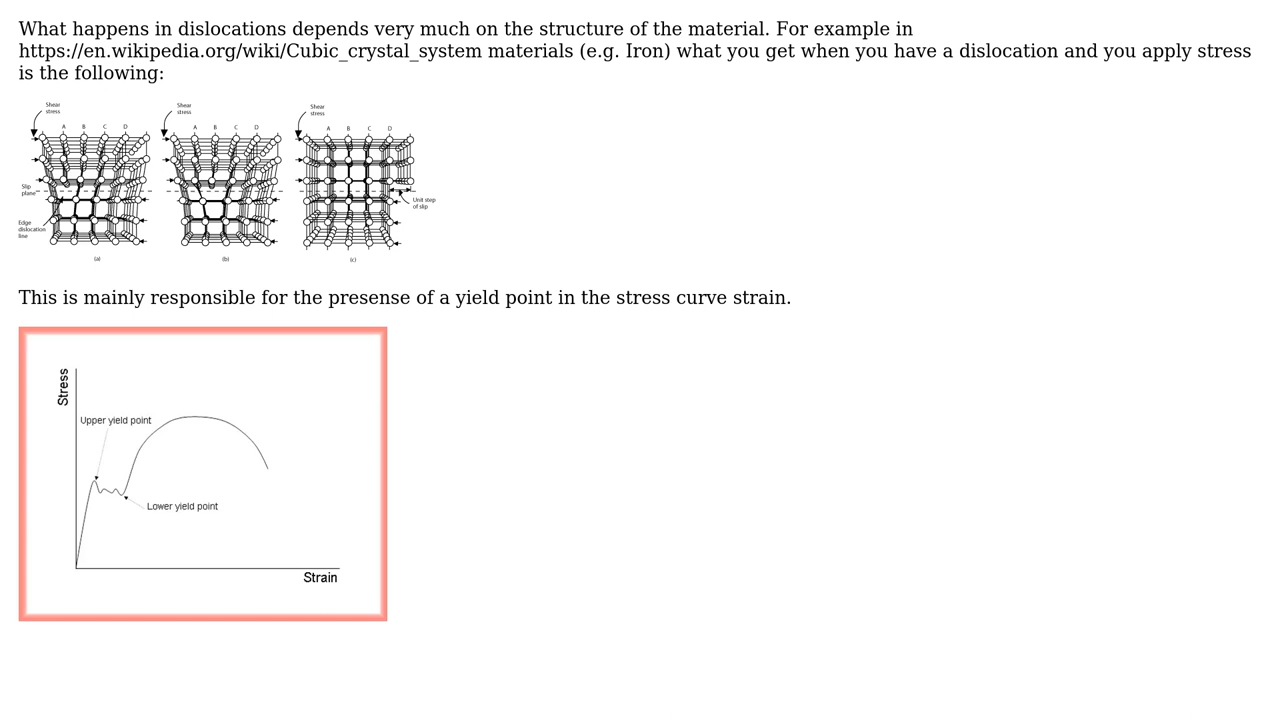 What happens in dislocations depends very much on the structure of the material. For example in
https://en.wikipedia.org/wiki/Cubic_crystal_system materials (e.g. Iron) what you get when you have a dislocation and you apply stress
is the following:
Shear
stress
A B C D
Slip
plane
Edge
dislocation
line
(a)
Shear
stress
A B C D
(b)
Shear
stress
A B C D
Unit step
of slip
(c)
This is mainly responsible for the presense of a yield point in the stress curve strain.
Stress
Upper yield point
Lower yield point
Strain